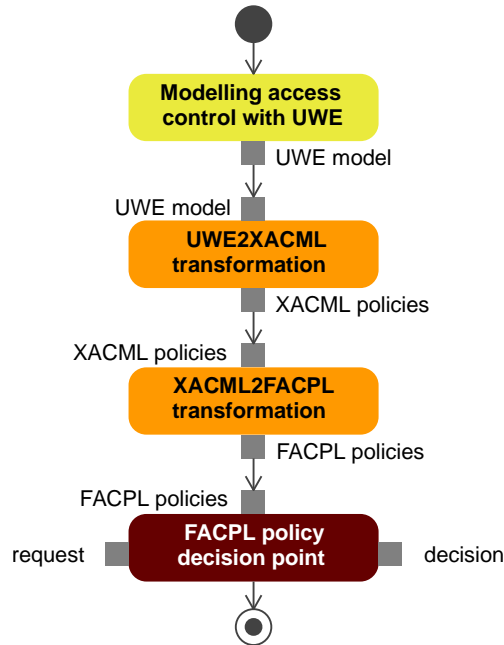 Modelling access
control with UWE
UWE model
UWE model
UWE2XACML
transformation
XACML policies
XACML policies
XACML2FACPL
transformation
FACPL policies
FACPL policies
FACPL policy
decision point
request
decision